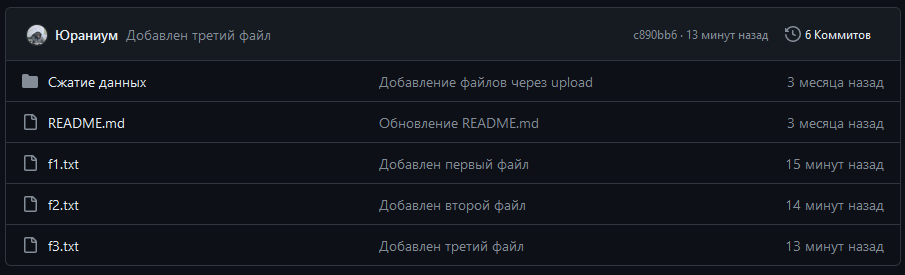 Юраниум Добавлен третий файл c890bb6 · 13 минут назад 6 Коммитов
Сжатие данных Добавление файлов через upload 3 месяца назад
README.md Обновление README.md 3 месяца назад
f1.txt Добавлен первый файл 15 минут назад
f2.txt Добавлен второй файл 14 минут назад
f3.txt Добавлен третий файл 13 минут назад